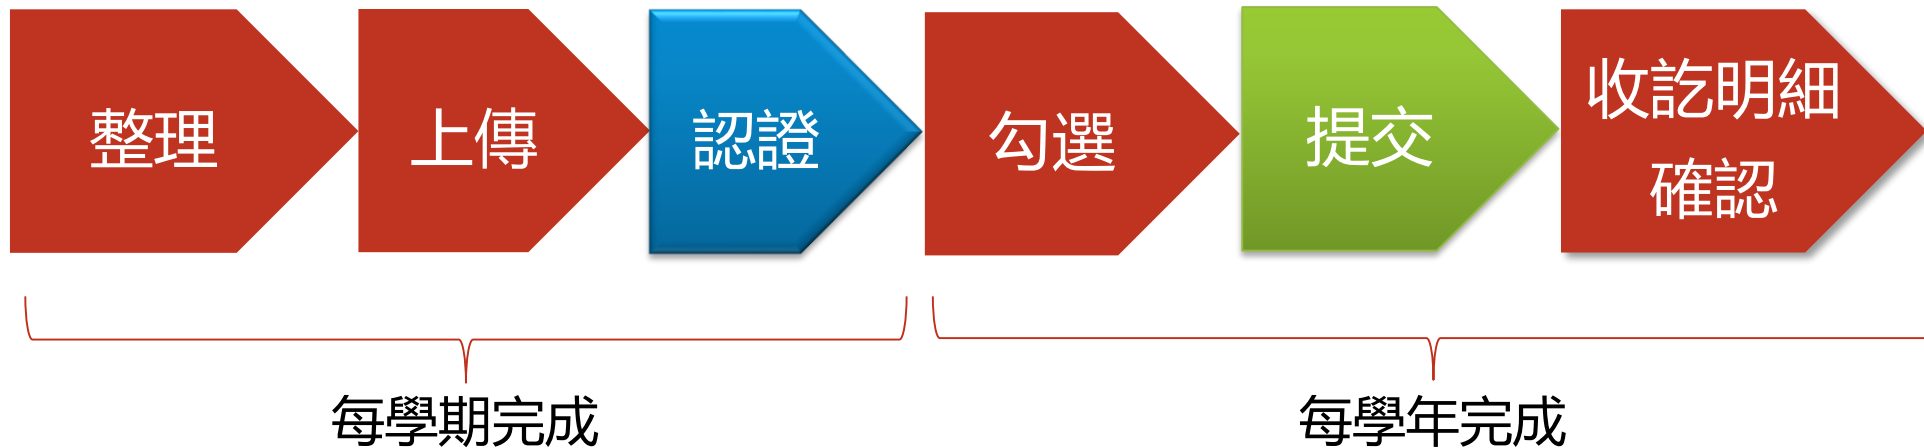 整理
上傳
認證
勾選
提交
收訖明細
確認
每學期完成
每學年完成